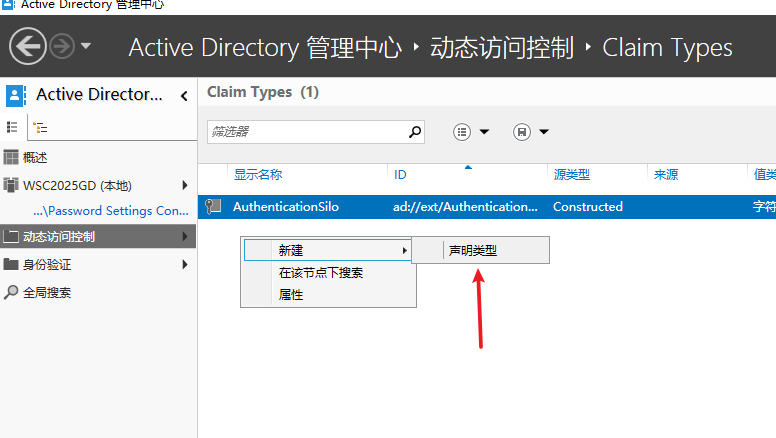 Active Directory 管理中心
Active Directory 管理中心 · 动态访问控制 · Claim Types
Active Director...
概述
WSC2025GD (本地)
...\Password Settings Con...
动态访问控制
身份验证
全局搜索
Claim Types (1)
筛选器
显示名称 ID 源类型 来源 值类
AuthenticationSilo ad://ext/Authentication... Constructed 字符
新建
在该节点下搜索
属性
声明类型